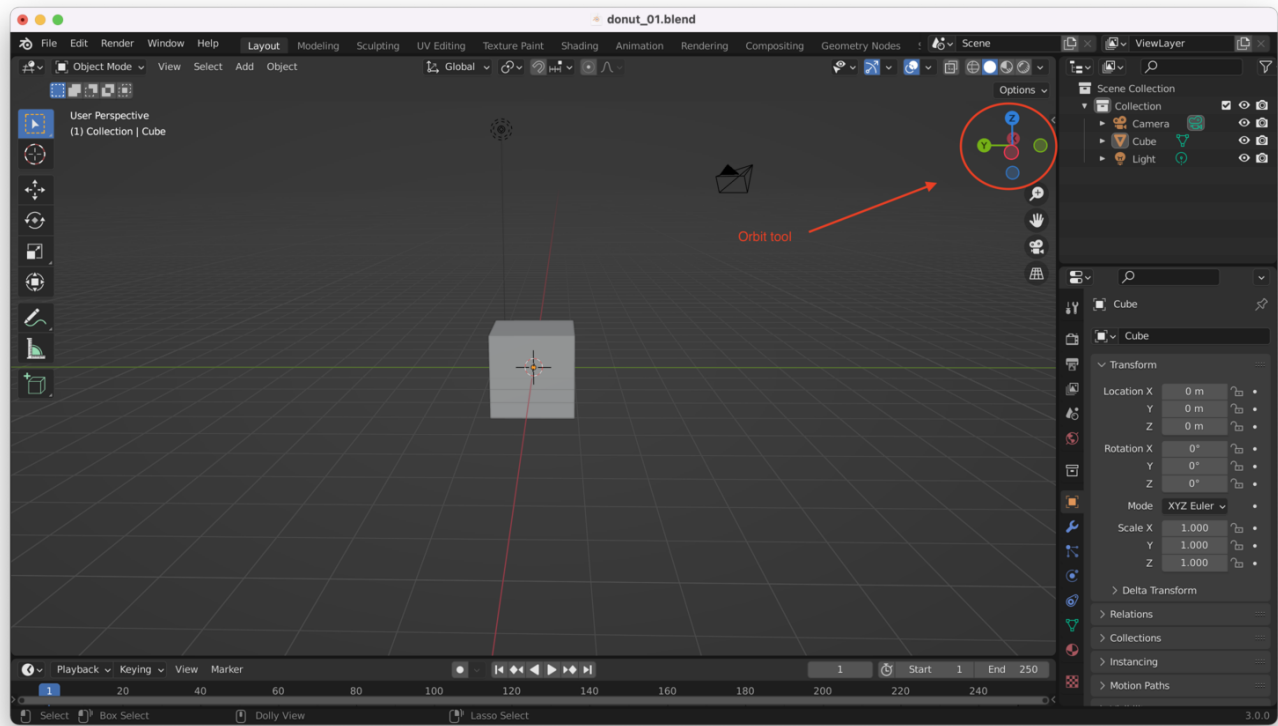 donut_01.blend
File Edit Render Window Help Layout Modeling Sculpting UV Editing Texture Paint Shading Animation Rendering Compositing Geometry Nodes Scene ViewLayer
Object Mode View Select Add Object Global
Options
User Perspective
(1) Collection | Cube
Z
Y
X
Orbit tool
Scene Collection
Collection
Camera
Cube
Light
Cube
Cube
Transform
Location X 0 m
Y 0 m
Z 0 m
Rotation X 0°
Y 0°
Z 0°
Mode XYZ Euler
Scale X 1.000
Y 1.000
Z 1.000
Delta Transform
Relations
Collections
Instancing
Motion Paths
Playback Keying View Marker 1 Start 1 End 250
1 20 40 60 80 100 120 140 160 180 200 220 240
Select Box Select Dolly View Lasso Select 3.0.0